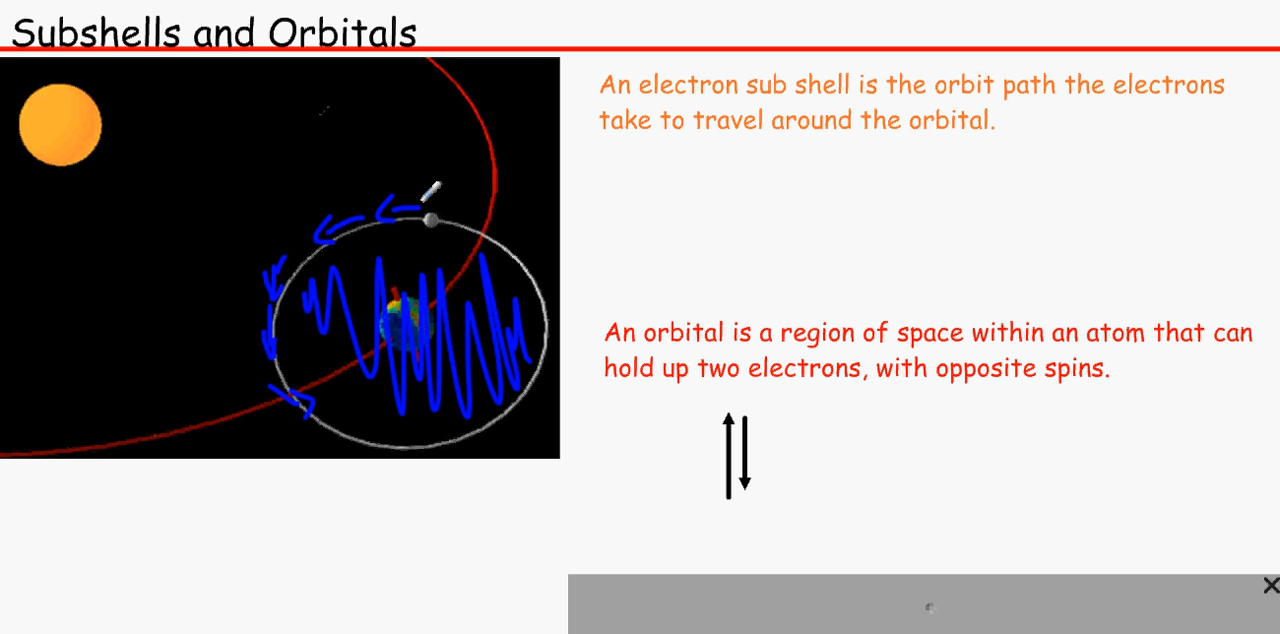 Subshells and Orbitals
An electron sub shell is the orbit path the electrons
take to travel around the orbital.
An orbital is a region of space within an atom that can
hold up two electrons, with opposite spins.